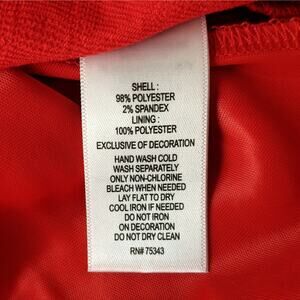 SHELL :
98% POLYESTER
2% SPANDEX
LINING :
100% POLYESTER
EXCLUSIVE OF DECORATION
HAND WASH COLD
WASH SEPARATELY
ONLY NON-CHLORINE
BLEACH WHEN NEEDED
LAY FLAT TO DRY
COOL IRON IF NEEDED
DO NOT IRON
ON DECORATION
DO NOT DRY CLEAN
RN# 75343